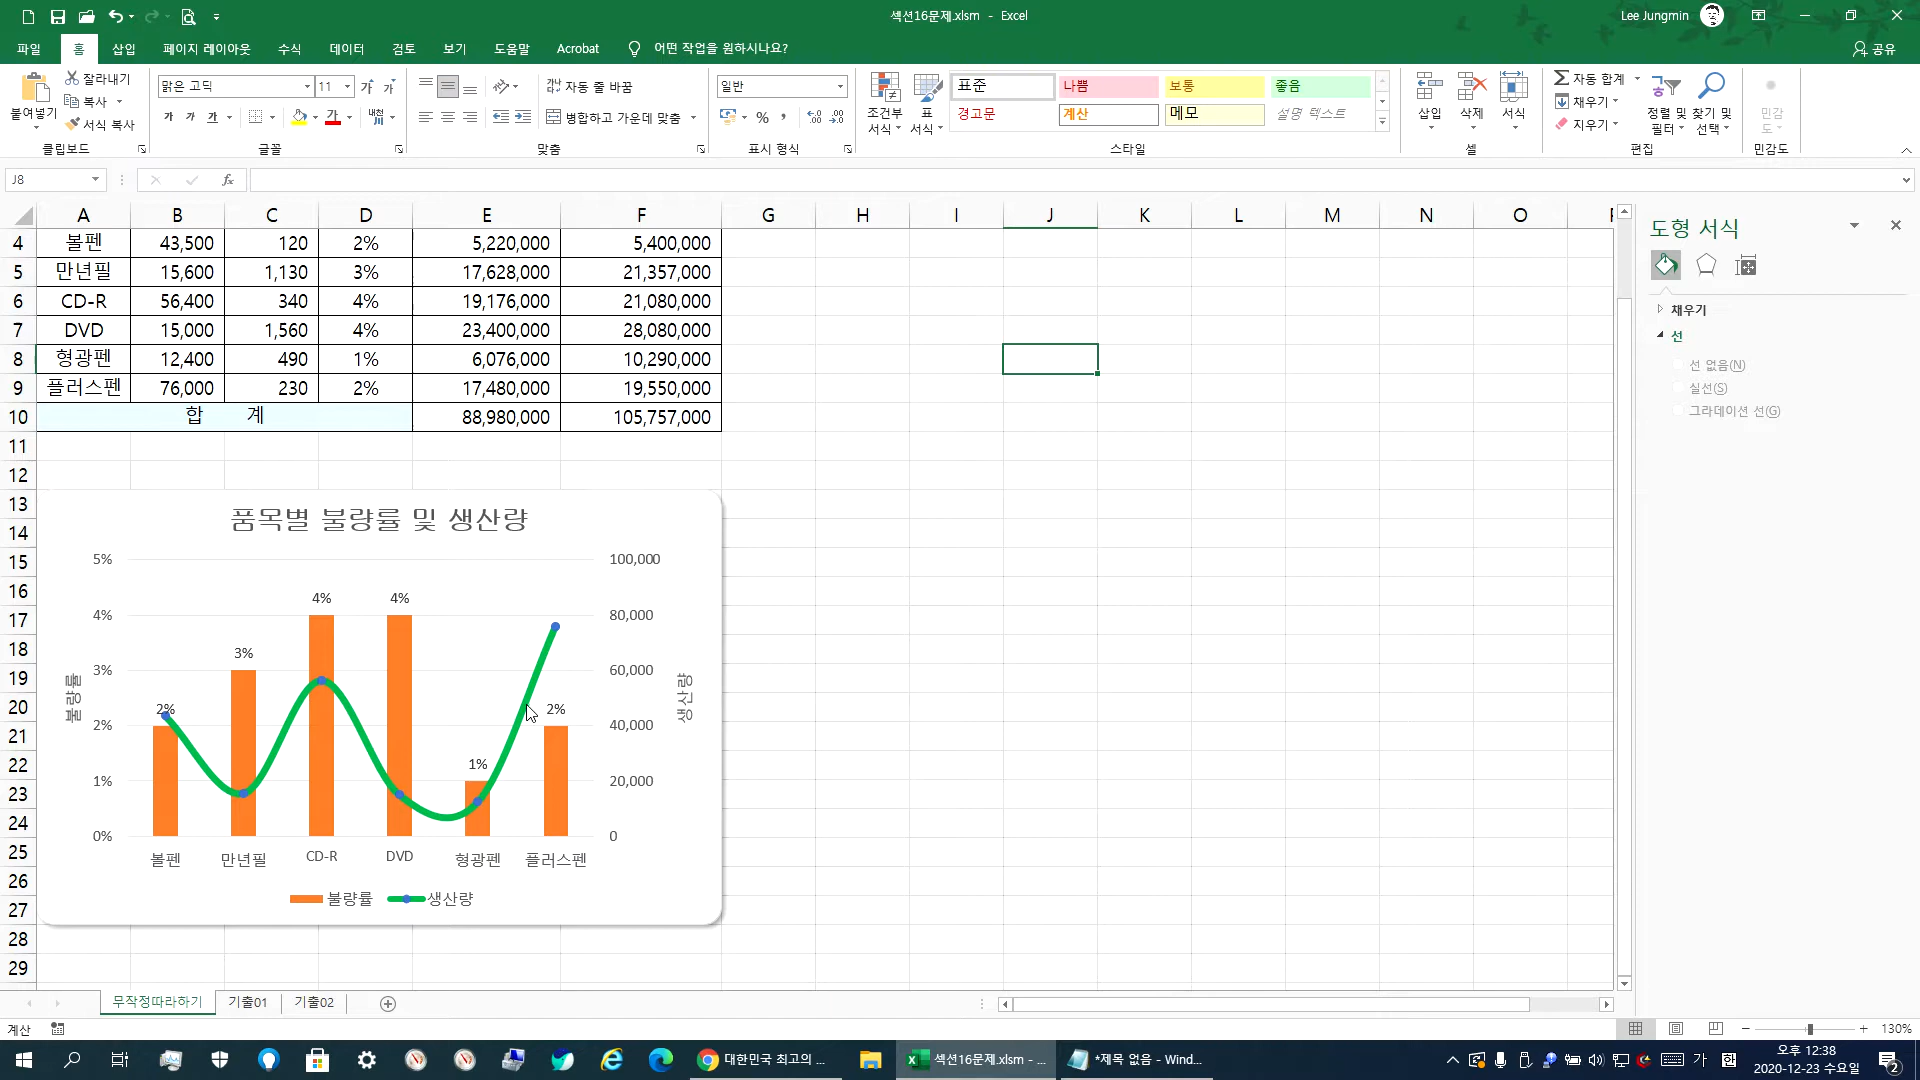 섹션16문제.xlsm - Excel
Lee Jungmin
파일 홈 삽입 페이지 레이아웃 수식 데이터 검토 보기 도움말 Acrobat 어떤 작업을 원하시나요? 공유
붙여넣기 잘라내기 복사 서식 복사 클립보드
맑은 고딕 11 가 가 가 가 가 가 내천 글꼴
자동 줄 바꿈 병합하고 가운데 맞춤 맞춤
일반 % 표시 형식
조건부 서식 표 서식 표준 나쁨 보통 좋음
경고문 계산 메모 설명 텍스트
스타일
삽입 삭제 서식 셀
자동 합계 채우기 지우기 정렬 및 필터 찾기 및 선택 편집
민감도 민감도
J8 fx
A B C D E F G H I J K L M N O
4 볼펜 43,500 120 2% 5,220,000 5,400,000
5 만년필 15,600 1,130 3% 17,628,000 21,357,000
6 CD-R 56,400 340 4% 19,176,000 21,080,000
7 DVD 15,000 1,560 4% 23,400,000 28,080,000
8 형광펜 12,400 490 1% 6,076,000 10,290,000
9 플러스펜 76,000 230 2% 17,480,000 19,550,000
10 합 계 88,980,000 105,757,000
11
12
13
14
15
16
17
18
19
20
21
22
23
24
25
26
27
28
29
품목별 불량률 및 생산량
5% 100,000
4% 4% 4% 80,000
3% 3% 60,000
2% 2% 2% 40,000
1% 1% 20,000
0% 0
불량률
생산량
볼펜 만년필 CD-R DVD 형광펜 플러스펜
불량률 생산량
도형 서식
채우기
선
선 없음(N)
실선(S)
그라데이션 선(G)
무작정따라하기 기출01 기출02
계산 130%
대한민국 최고의 ... 섹션16문제.xlsm - ... *제목 없음 - Wind...
가 한 오후 12:38
2020-12-23 수요일
2